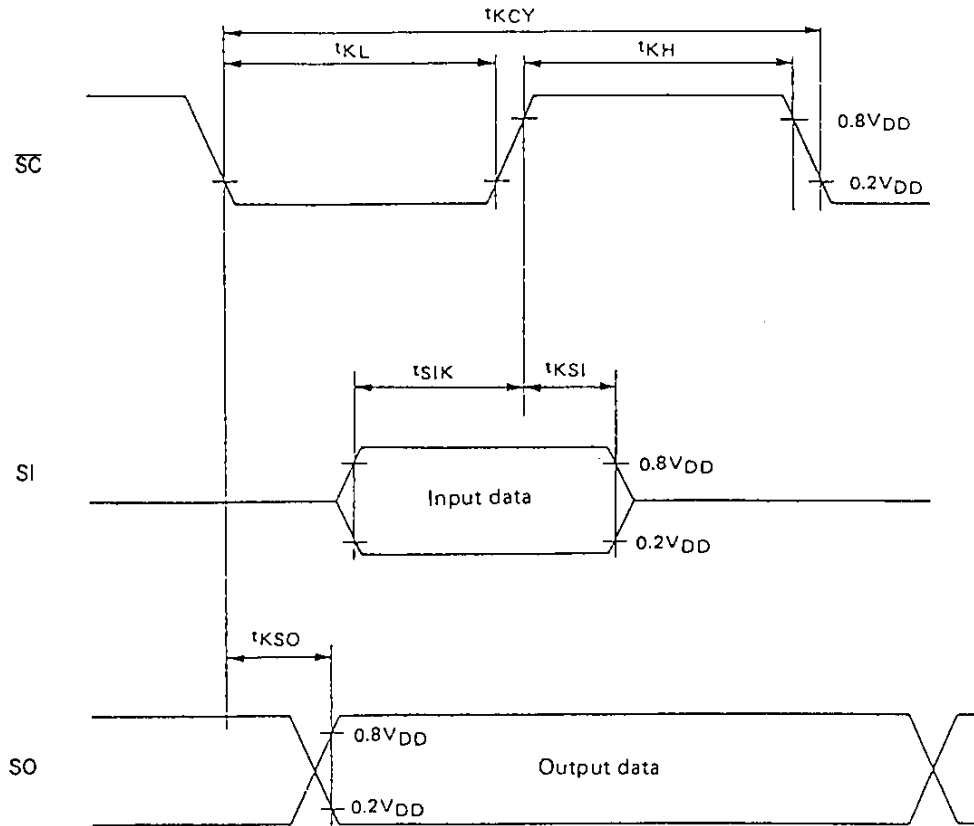 tKCY
tKL
tKH
S̅C̅
0.8VDD
0.2VDD
tSIK
tKSI
SI
0.8VDD
Input data
0.2VDD
tKSO
SO
0.8VDD
Output data
0.2VDD